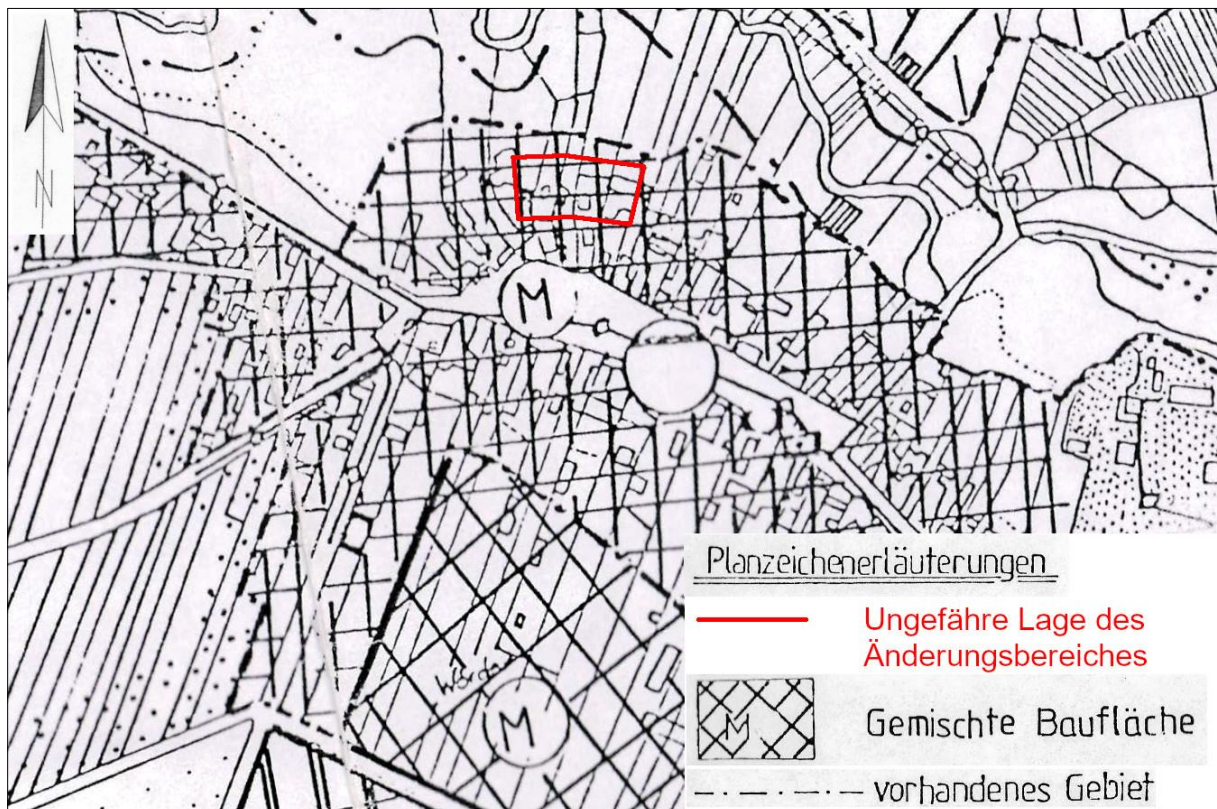 N
M
M
Planzeichenerläuterungen
Ungefähre Lage des
Änderungsbereiches
M
Gemischte Baufläche
vorhandenes Gebiet